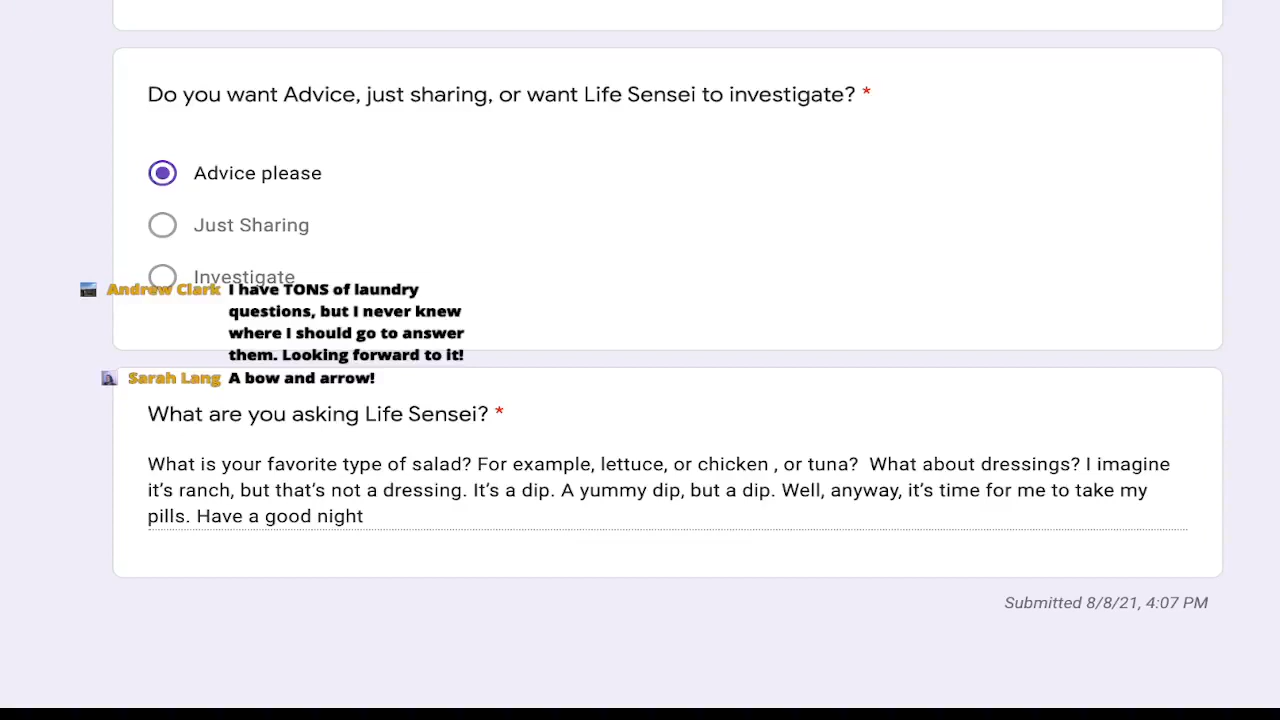 Do you want Advice, just sharing, or want Life Sensei to investigate? *
Advice please
Just Sharing
Investigate
Andrew Clark I have TONS of laundry
questions, but I never knew
where I should go to answer
them. Looking forward to it!
Sarah Lang A bow and arrow!
What are you asking Life Sensei? *
What is your favorite type of salad? For example, lettuce, or chicken , or tuna?  What about dressings? I imagine
it's ranch, but that's not a dressing. It's a dip. A yummy dip, but a dip. Well, anyway, it's time for me to take my
pills. Have a good night
Submitted 8/8/21, 4:07 PM